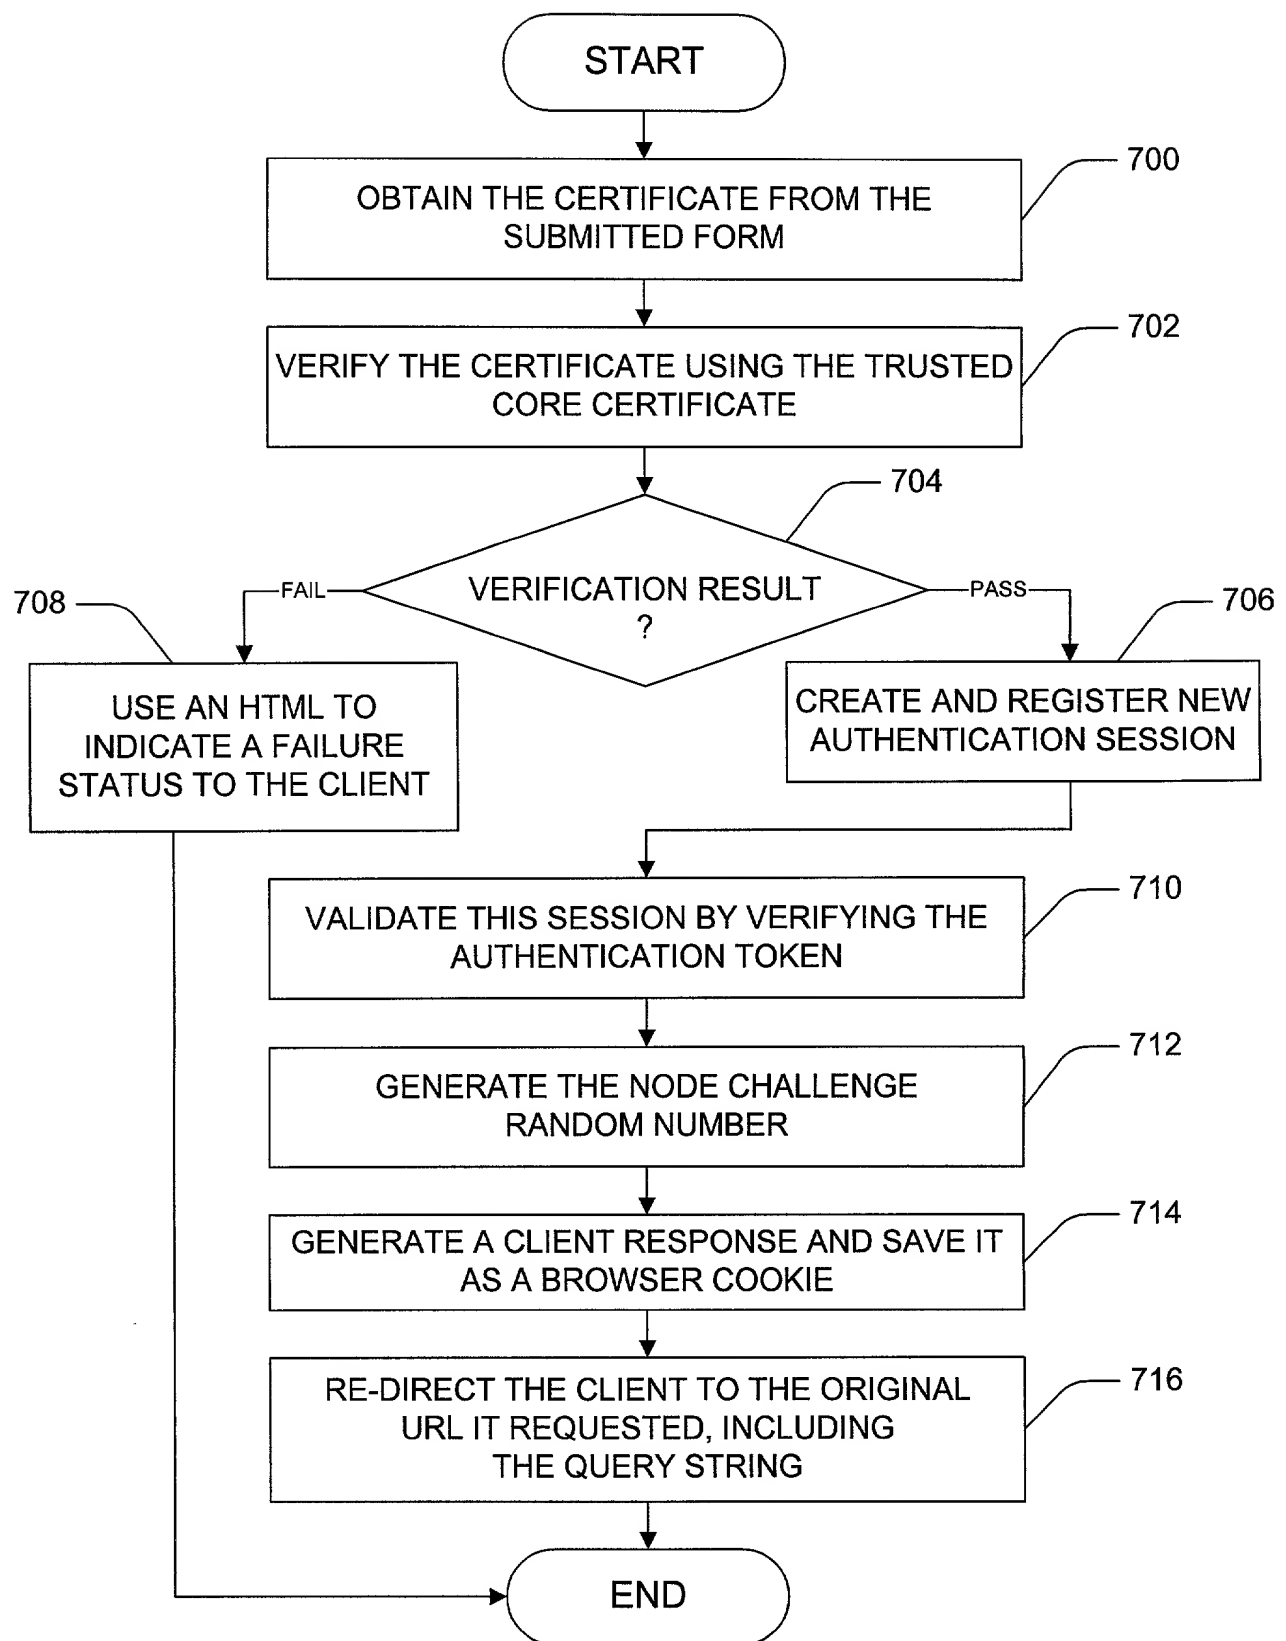 START
700
OBTAIN THE CERTIFICATE FROM THE
SUBMITTED FORM
702
VERIFY THE CERTIFICATE USING THE TRUSTED
CORE CERTIFICATE
704
VERIFICATION RESULT
?
FAIL
PASS
708
706
USE AN HTML TO
INDICATE A FAILURE
STATUS TO THE CLIENT
CREATE AND REGISTER NEW
AUTHENTICATION SESSION
710
VALIDATE THIS SESSION BY VERIFYING THE
AUTHENTICATION TOKEN
712
GENERATE THE NODE CHALLENGE
RANDOM NUMBER
714
GENERATE A CLIENT RESPONSE AND SAVE IT
AS A BROWSER COOKIE
716
RE-DIRECT THE CLIENT TO THE ORIGINAL
URL IT REQUESTED, INCLUDING
THE QUERY STRING
END